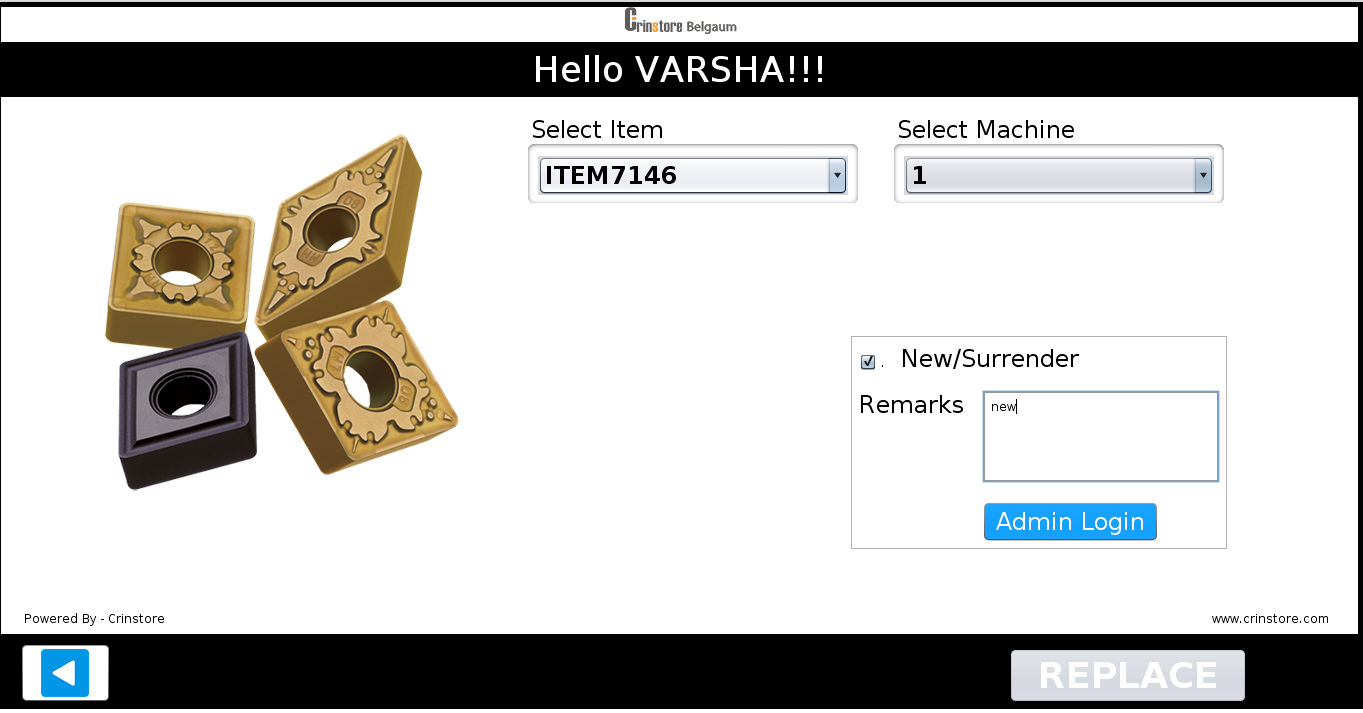 Crinstore Belgaum
Hello VARSHA!!!
Select Item
Select Machine
ITEM7146
1
. New/Surrender
Remarks
new
Admin Login
Powered By - Crinstore
www.crinstore.com
REPLACE